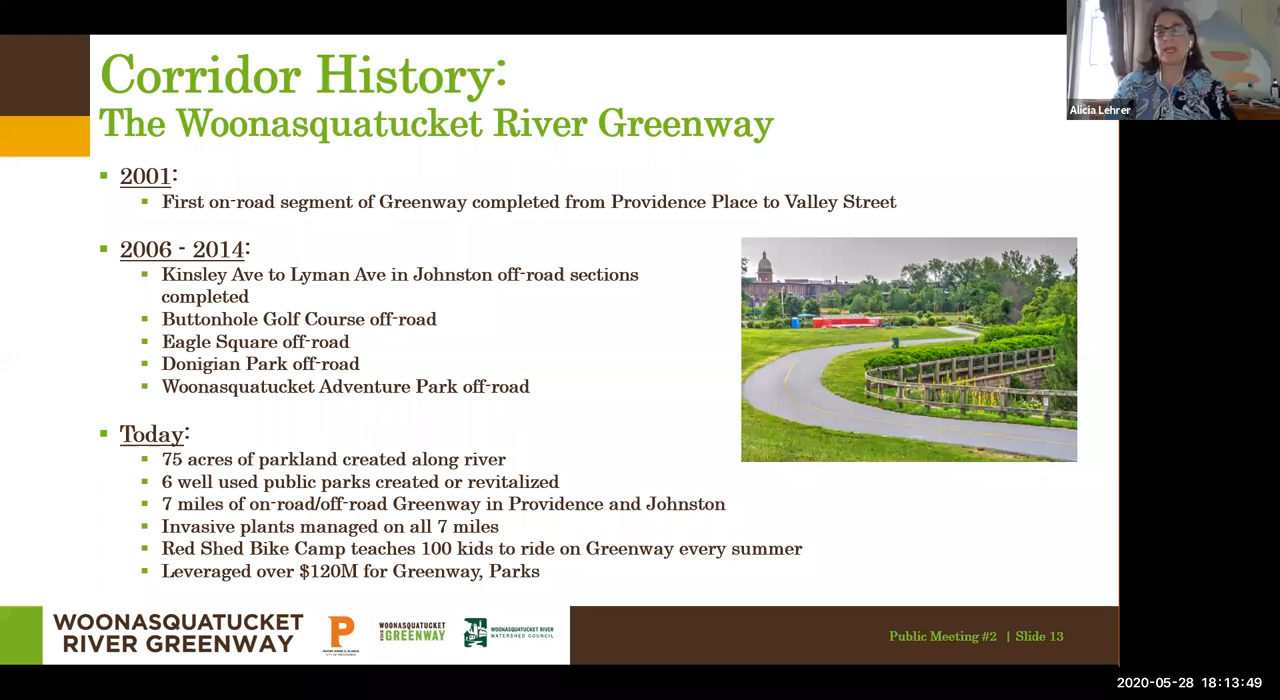 Corridor History:
The Woonasquatucket River Greenway
2001:
First on-road segment of Greenway completed from Providence Place to Valley Street
2006 - 2014:
Kinsley Ave to Lyman Ave in Johnston off-road sections
completed
Buttonhole Golf Course off-road
Eagle Square off-road
Donigian Park off-road
Woonasquatucket Adventure Park off-road
Today:
75 acres of parkland created along river
6 well used public parks created or revitalized
7 miles of on-road/off-road Greenway in Providence and Johnston
Invasive plants managed on all 7 miles
Red Shed Bike Camp teaches 100 kids to ride on Greenway every summer
Leveraged over $120M for Greenway, Parks
WOONASQUATUCKET
RIVER GREENWAY
P
WOONASQUATUCKET
RIVER GREENWAY
WOONASQUATUCKET RIVER
WATERSHED COUNCIL
Public Meeting #2 | Slide 13
Alicia Lehrer
2020-05-28 18:13:49